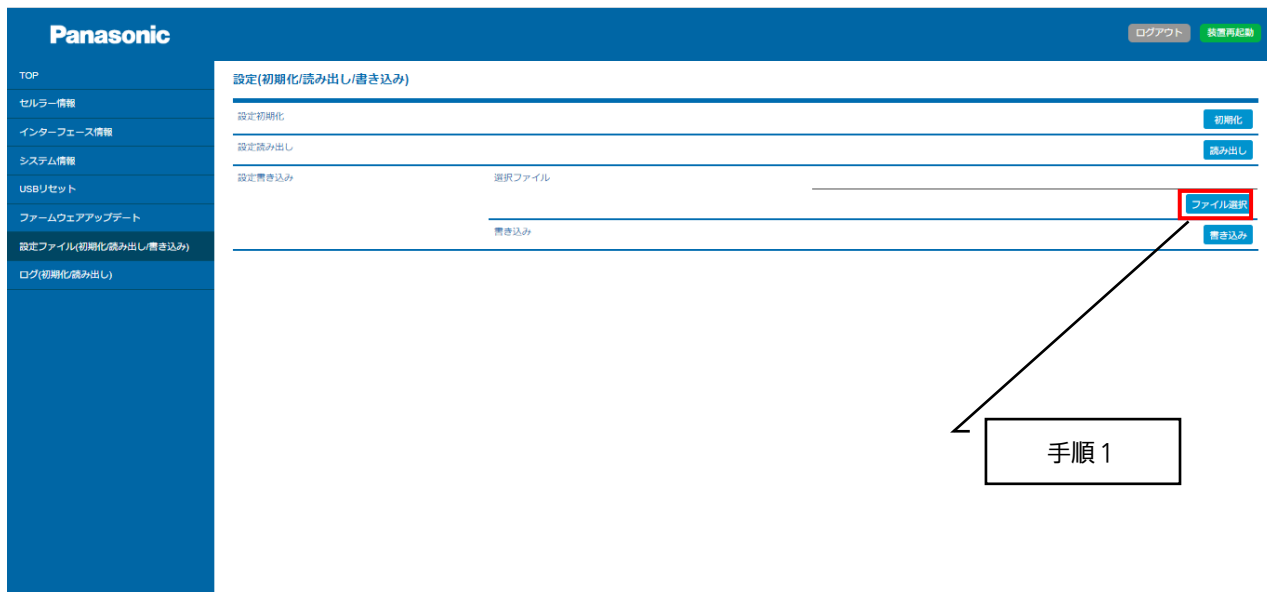 Panasonic
ログアウト 装置再起動
TOP
セルラー情報
インターフェース情報
システム情報
USBリセット
ファームウェアアップデート
設定ファイル(初期化/読み出し/書き込み)
ログ(初期化/読み出し)
設定(初期化/読み出し/書き込み)
設定初期化 初期化
設定読み出し 読み出し
設定書き込み 選択ファイル
ファイル選択
書き込み 書き込み
手順1